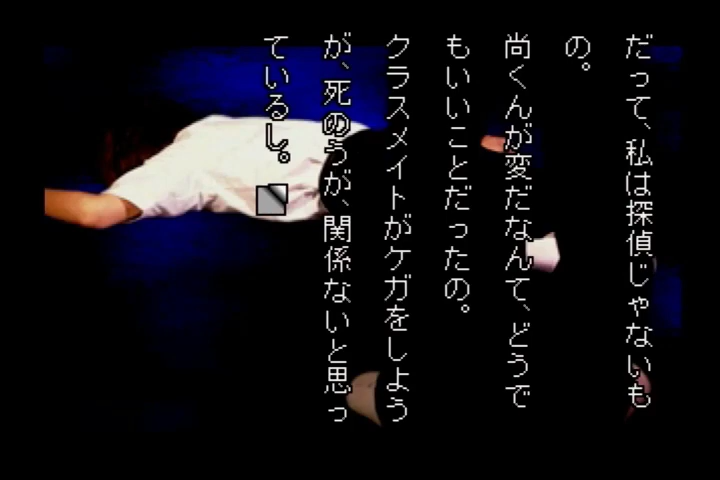 だって、私は探偵じゃないも
の。
尚くんが変だなんて、どうで
もいいことだったの。
クラスメイトがケガをしよう
が、死のうが、関係ないと思っ
ているし。